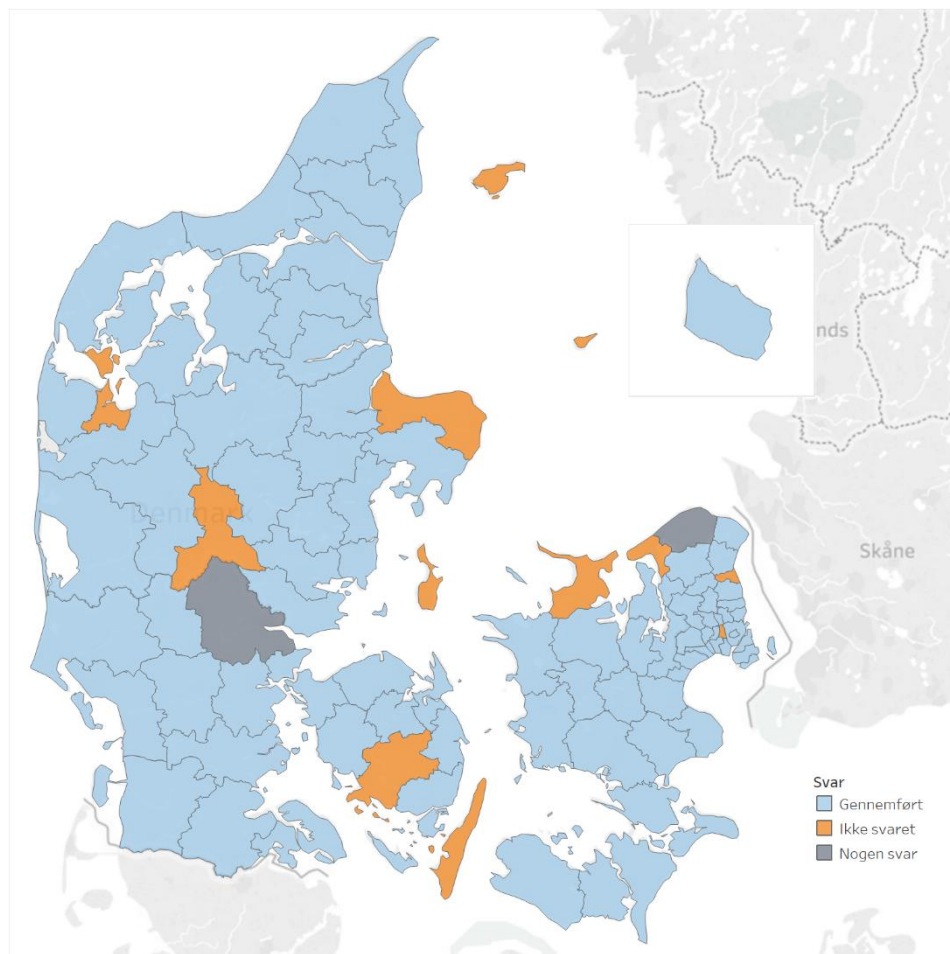 nds
Denmark
Skåne
Svar
Gennemført
Ikke svaret
Nogen svar